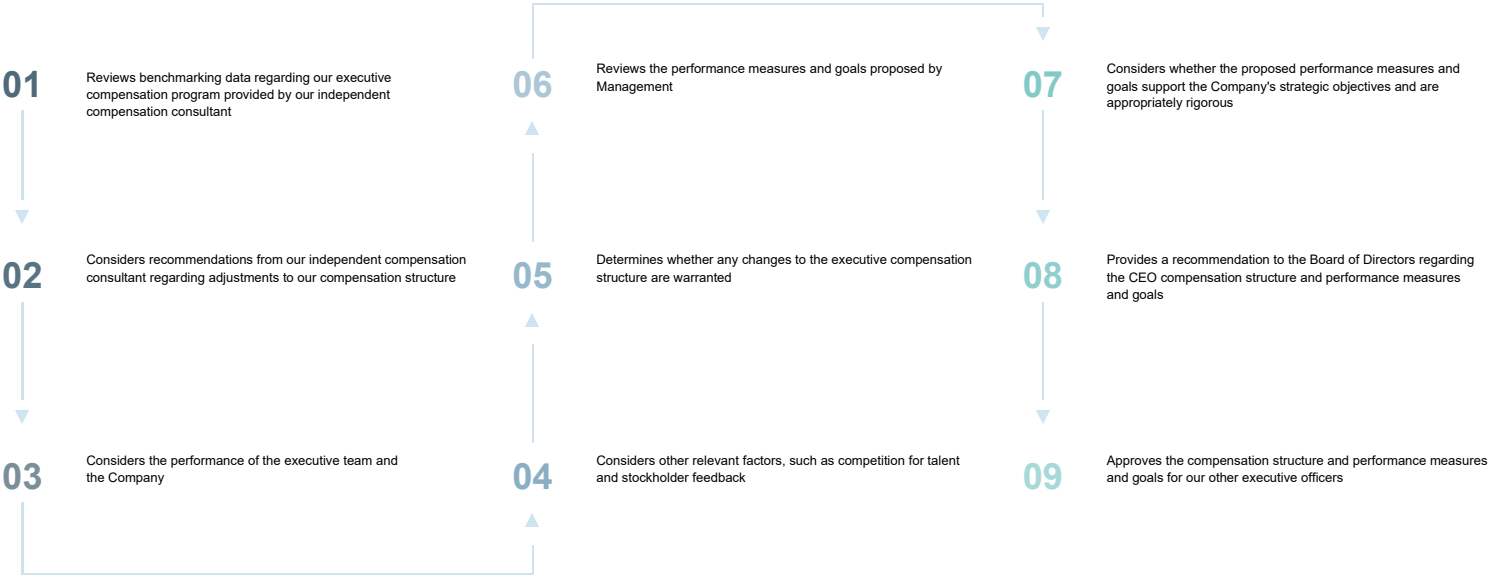 01
Reviews benchmarking data regarding our executive
compensation program provided by our independent
compensation consultant
02
Considers recommendations from our independent compensation
consultant regarding adjustments to our compensation structure
03
Considers the performance of the executive team and
the Company
04
Considers other relevant factors, such as competition for talent
and stockholder feedback
05
Determines whether any changes to the executive compensation
structure are warranted
06
Reviews the performance measures and goals proposed by
Management
07
Considers whether the proposed performance measures and
goals support the Company's strategic objectives and are
appropriately rigorous
08
Provides a recommendation to the Board of Directors regarding
the CEO compensation structure and performance measures
and goals
09
Approves the compensation structure and performance measures
and goals for our other executive officers